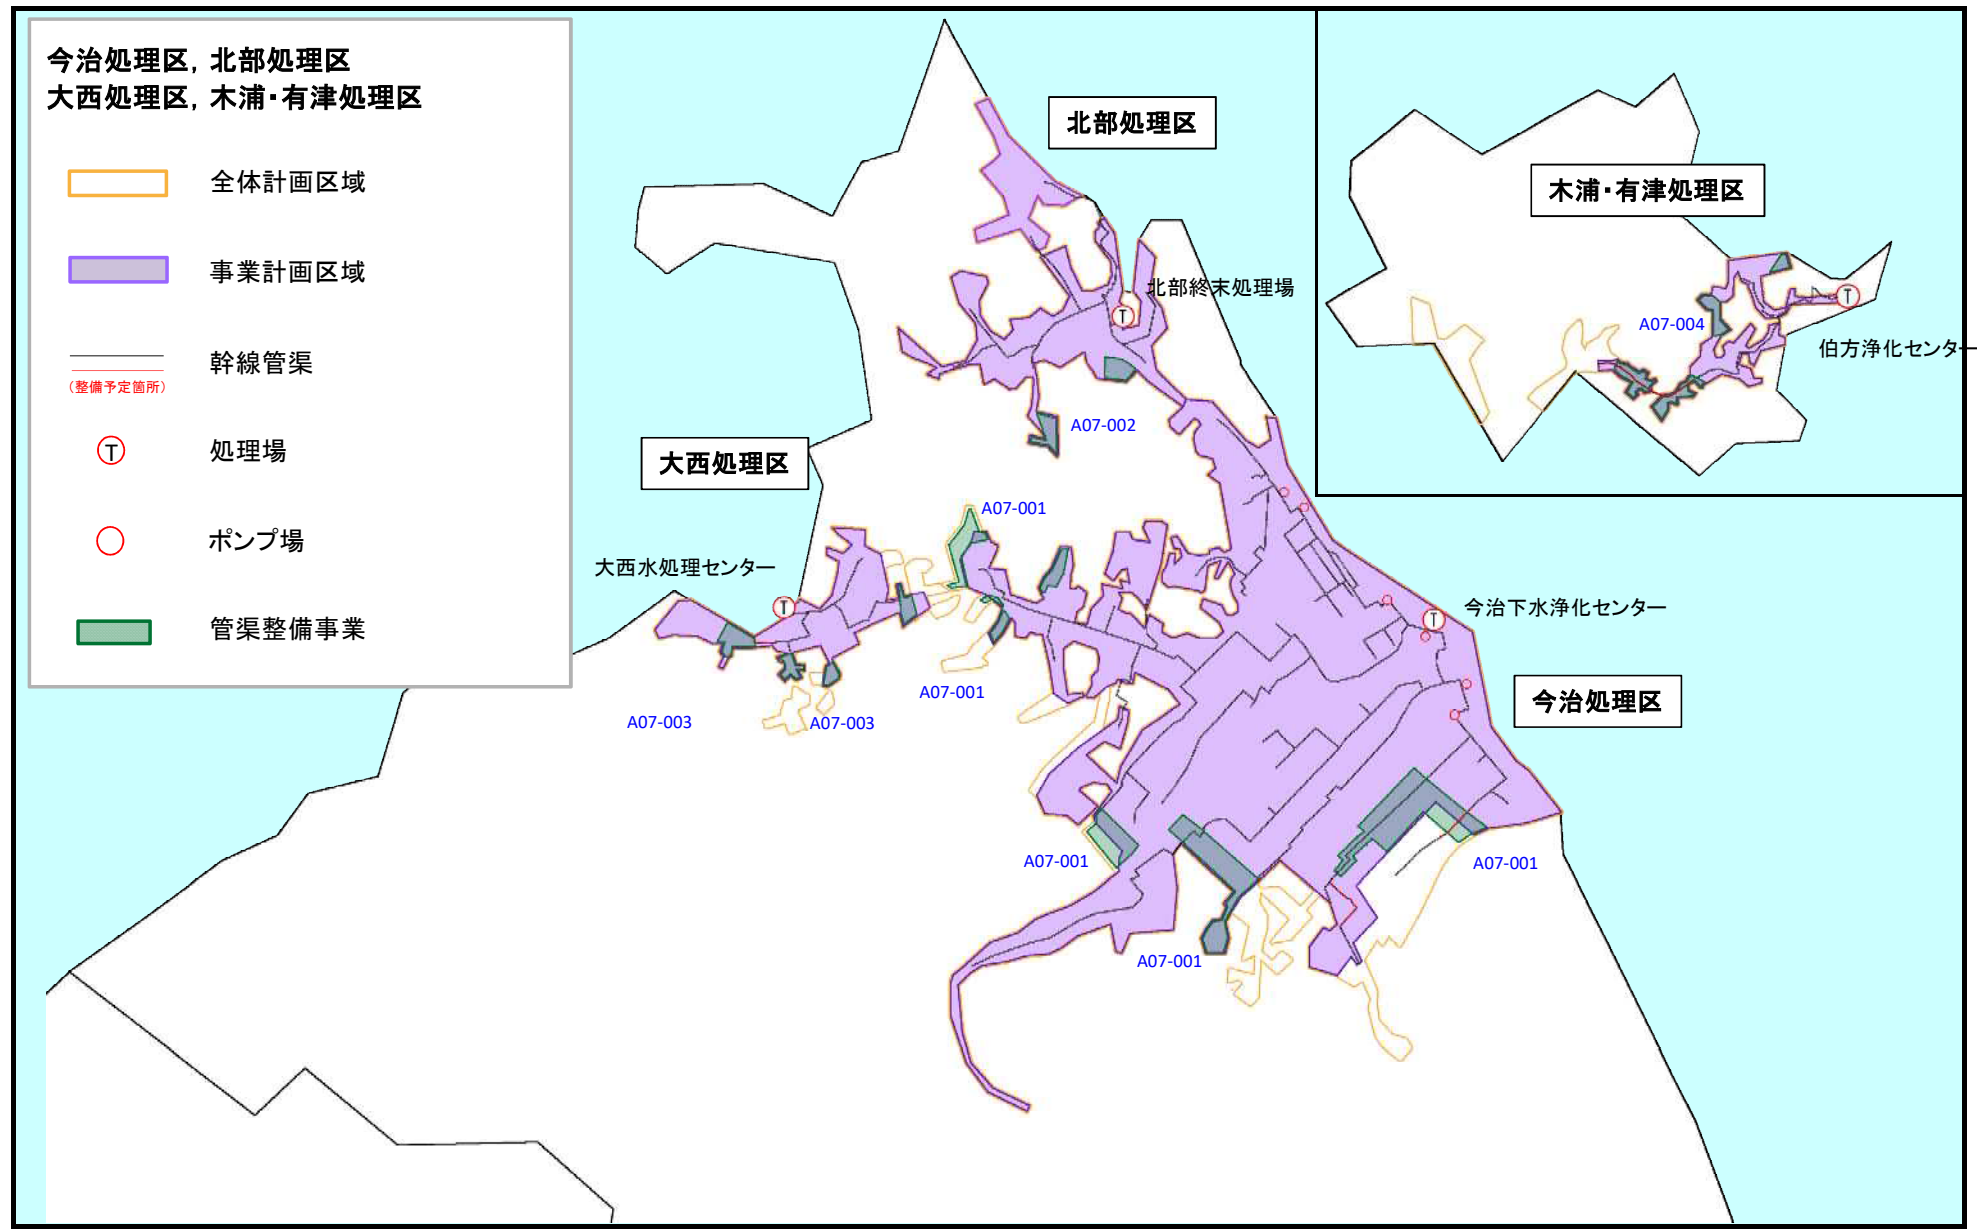 今治処理区，北部処理区
大西処理区，木浦・有津処理区
全体計画区域
事業計画区域
幹線管渠
（整備予定箇所）
T
処理場
ポンプ場
管渠整備事業
北部処理区
木浦・有津処理区
北部終末処理場
T
T
A07-004
伯方浄化センター
A07-002
大西処理区
A07-001
大西水処理センター
T
今治下水浄化センター
T
A07-001
今治処理区
A07-003
A07-003
A07-001
A07-001
A07-001